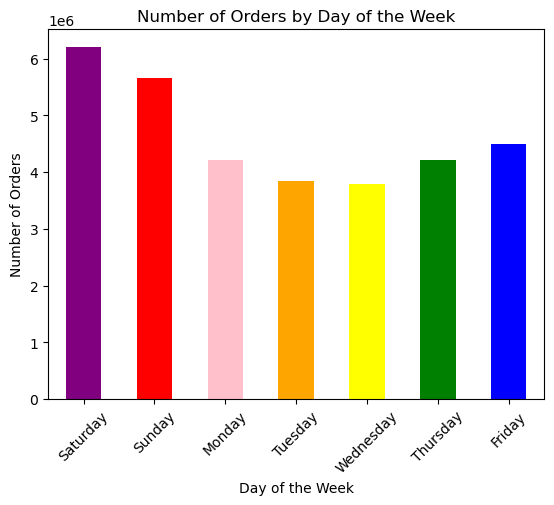 Number of Orders by Day of the Week
1e6
6
5
4
3
2
1
0
Number of Orders
Saturday
Sunday
Monday
Tuesday
Wednesday
Thursday
Friday
Day of the Week